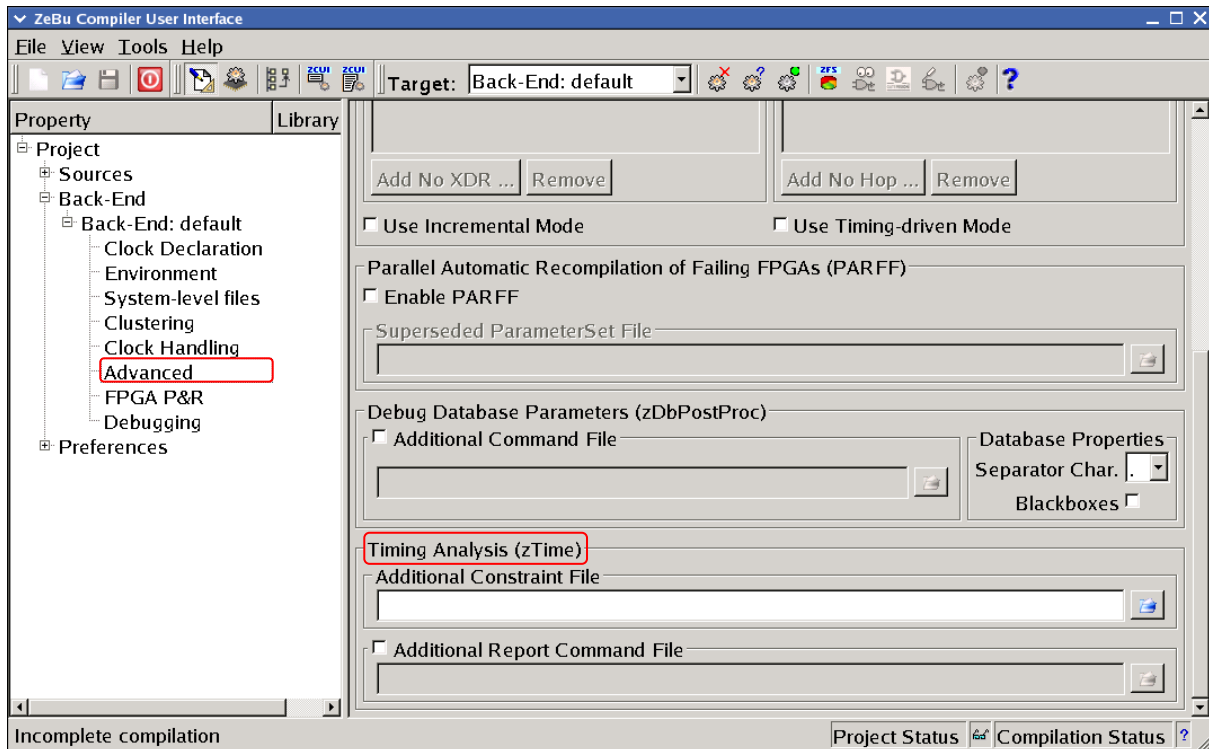 ZeBu Compiler User Interface
File View Tools Help
ZCUI ZCUI Target: Back-End: default ZFS ?
Property Library
Project
Sources
Back-End
Back-End: default
Clock Declaration
Environment
System-level files
Clustering
Clock Handling
Advanced
FPGA P&R
Debugging
Preferences
Add No XDR ... Remove Add No Hop ... Remove
Use Incremental Mode Use Timing-driven Mode
Parallel Automatic Recompilation of Failing FPGAs (PARFF)
Enable PARFF
Superseded ParameterSet File
Debug Database Parameters (zDbPostProc)
Additional Command File Database Properties
Separator Char. .
Blackboxes
Timing Analysis (zTime)
Additional Constraint File
Additional Report Command File
Incomplete compilation Project Status Compilation Status ?